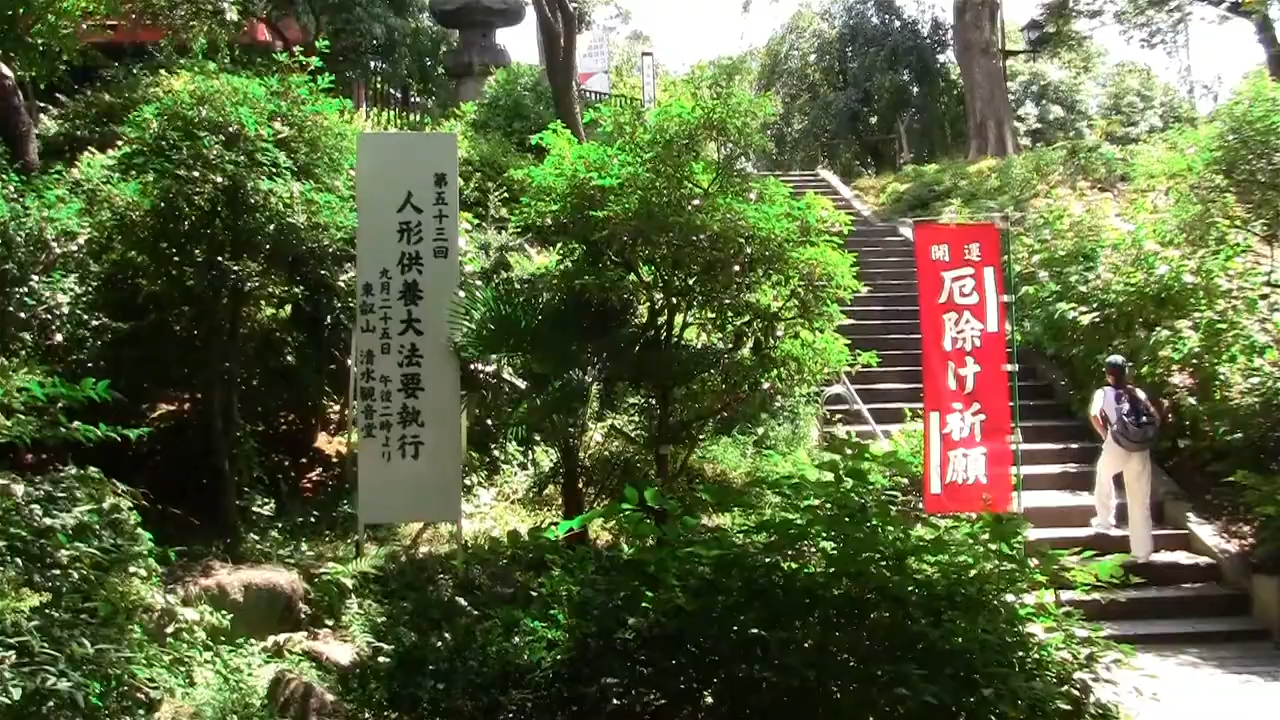 第五十三回
人形供養大法要執行
九月二十五日 午後二時より
東叡山 清水観音堂
開運
厄除け祈願